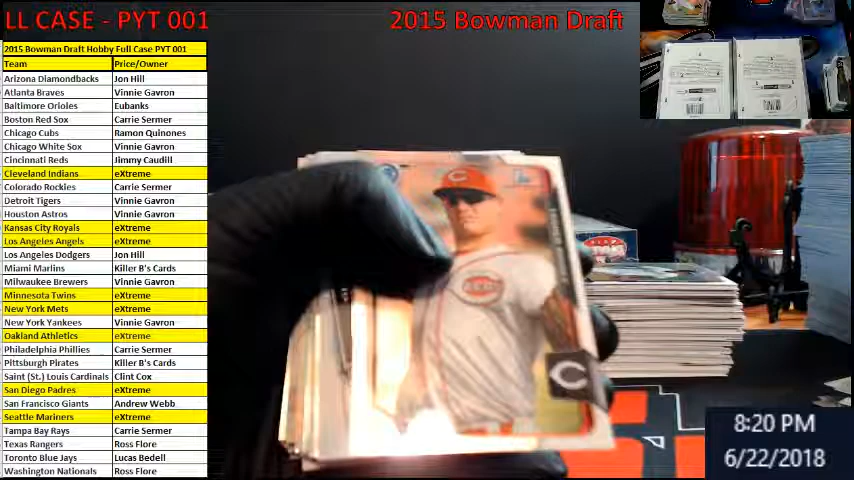 LL CASE - PYT 001
2015 Bowman Draft
2015 Bowman Draft Hobby Full Case PYT 001
Team Price/Owner
Arizona Diamondbacks Jon Hill
Atlanta Braves Vinnie Gavron
Baltimore Orioles Eubanks
Boston Red Sox Carrie Sermer
Chicago Cubs Ramon Quinones
Chicago White Sox Vinnie Gavron
Cincinnati Reds Jimmy Caudill
Cleveland Indians eXtreme
Colorado Rockies Carrie Sermer
Detroit Tigers Vinnie Gavron
Houston Astros Vinnie Gavron
Kansas City Royals eXtreme
Los Angeles Angels eXtreme
Los Angeles Dodgers Jon Hill
Miami Marlins Killer B's Cards
Milwaukee Brewers Vinnie Gavron
Minnesota Twins eXtreme
New York Mets eXtreme
New York Yankees Vinnie Gavron
Oakland Athletics eXtreme
Philadelphia Phillies Carrie Sermer
Pittsburgh Pirates Killer B's Cards
Saint (St.) Louis Cardinals Clint Cox
San Diego Padres eXtreme
San Francisco Giants Andrew Webb
Seattle Mariners eXtreme
Tampa Bay Rays Carrie Sermer
Texas Rangers Ross Flore
Toronto Blue Jays Lucas Bedell
Washington Nationals Ross Flore
REDS
C
8:20 PM
6/22/2018